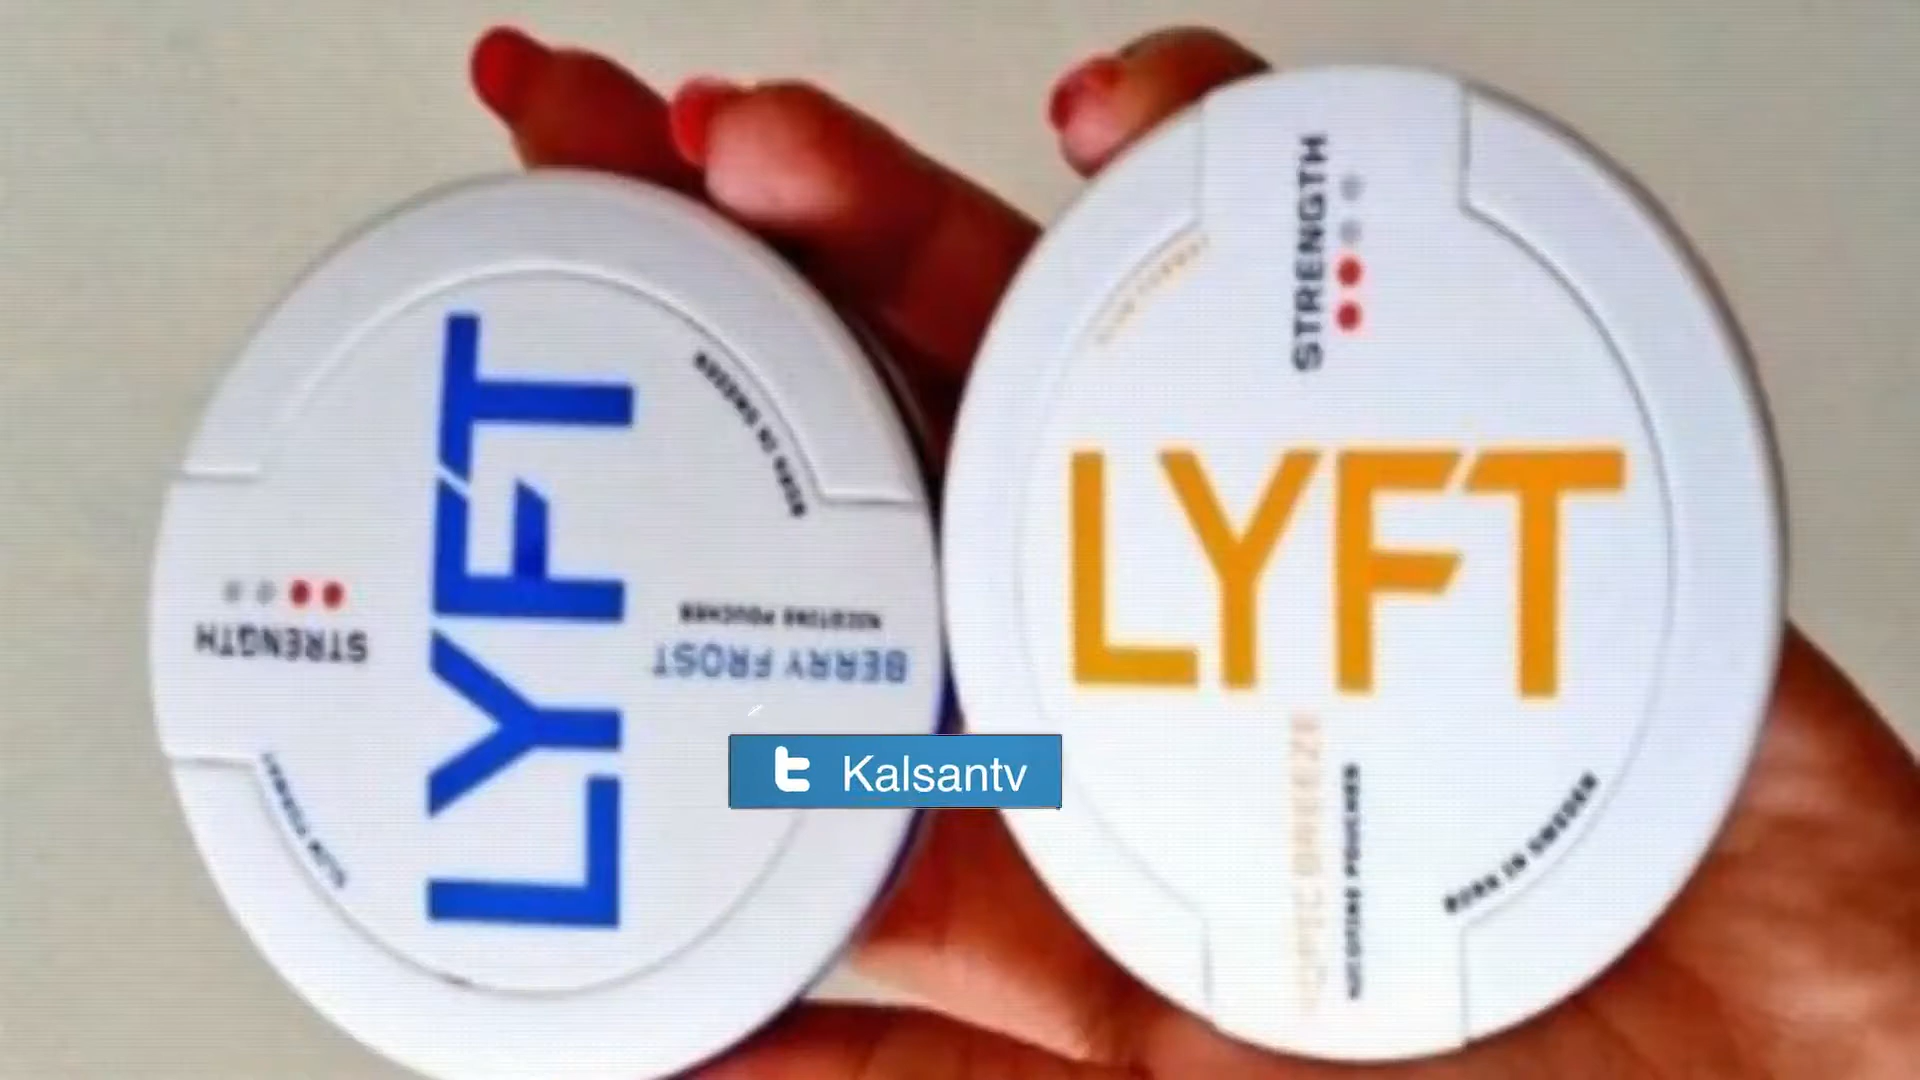 LYFT
STRENGTH
BORN IN SWEDEN
BERRY FROST
NICOTINE POUCHES
STRENGTH
LYFT
NICOTINE POUCHES
BORN IN SWEDEN
Kalsantv